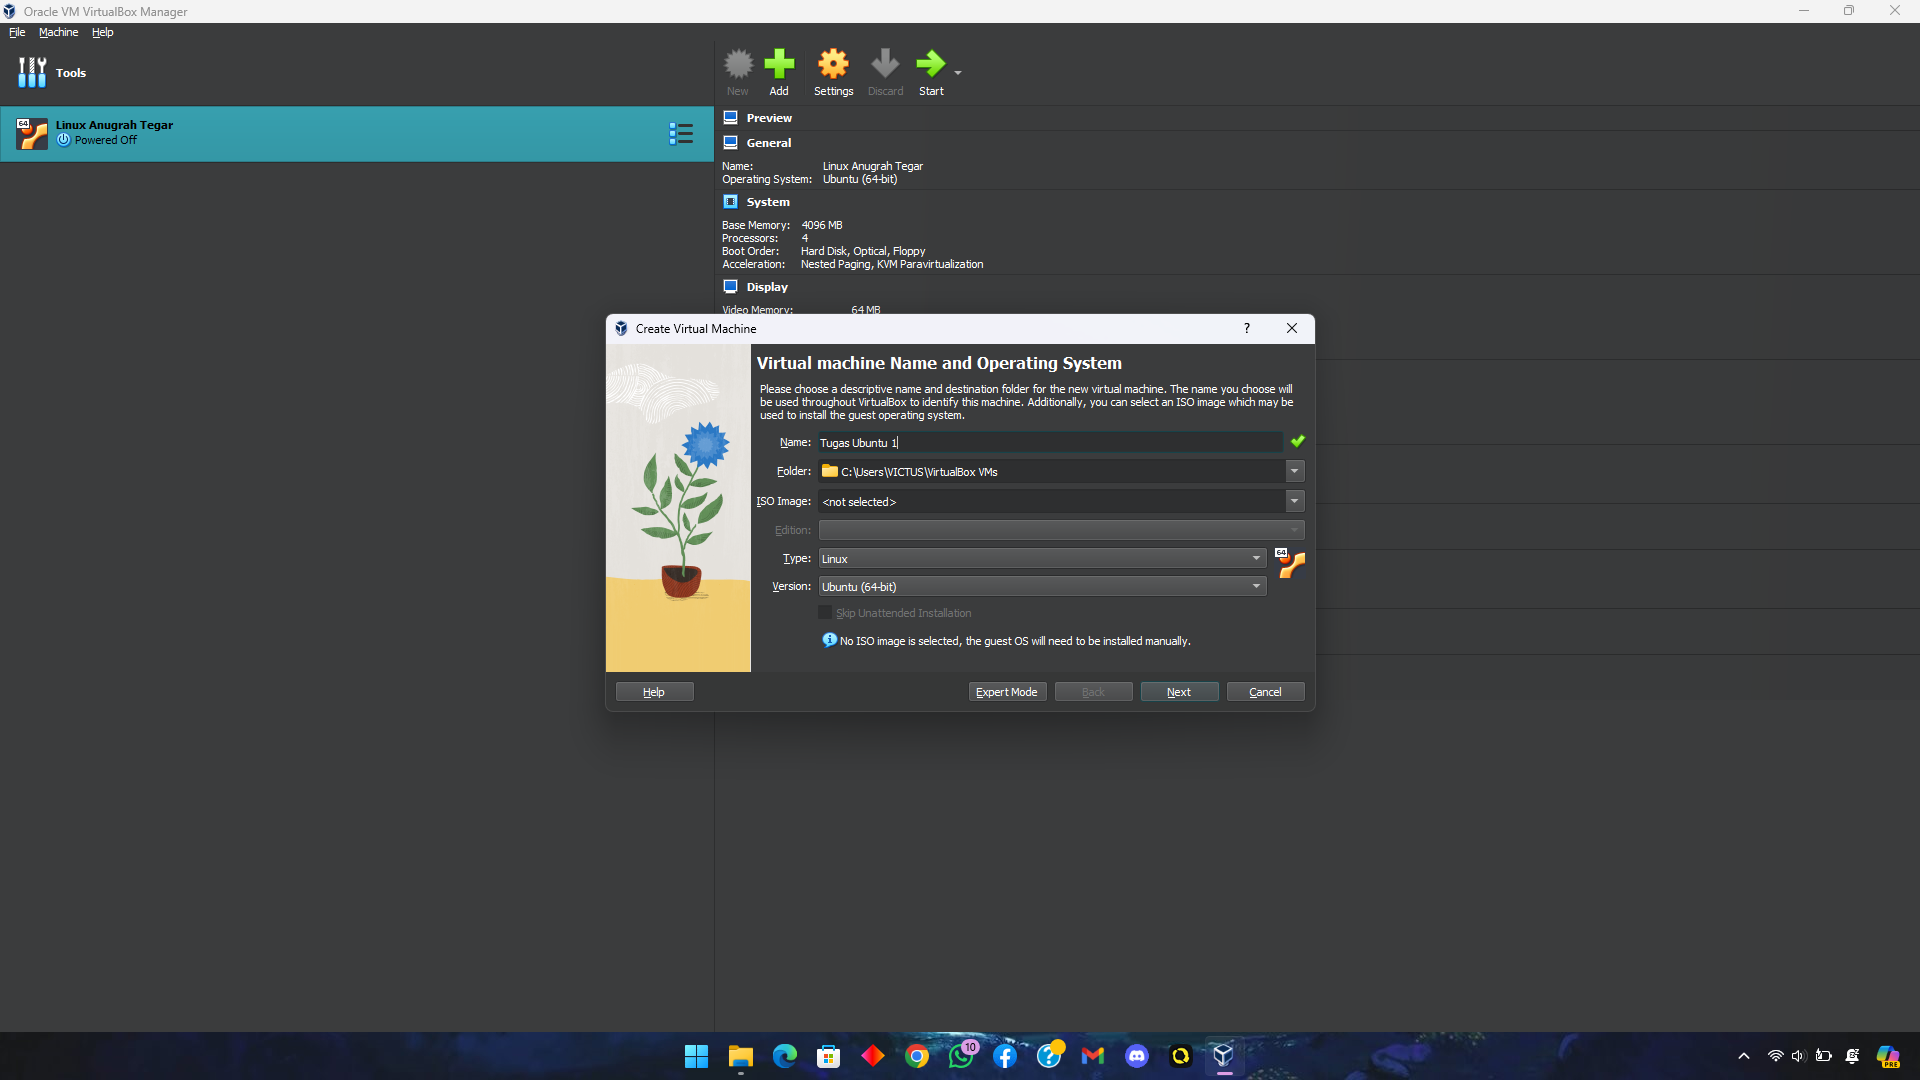 Oracle VM VirtualBox Manager
File Machine Help
Tools
New Add Settings Discard Start
64 Linux Anugrah Tegar
Powered Off
Preview
General
Name: Linux Anugrah Tegar
Operating System: Ubuntu (64-bit)
System
Base Memory: 4096 MB
Processors: 4
Boot Order: Hard Disk, Optical, Floppy
Acceleration: Nested Paging, KVM Paravirtualization
Display
Video Memory: 64 MB
Create Virtual Machine ?
Virtual machine Name and Operating System
Please choose a descriptive name and destination folder for the new virtual machine. The name you choose will
be used throughout VirtualBox to identify this machine. Additionally, you can select an ISO image which may be
used to install the guest operating system.
Name: Tugas Ubuntu 1
Folder: C:\Users\VICTUS\VirtualBox VMs
ISO Image: <not selected>
Edition:
Type: Linux 64
Version: Ubuntu (64-bit)
Skip Unattended Installation
No ISO image is selected, the guest OS will need to be installed manually.
Help Expert Mode Back Next Cancel
10
PRE